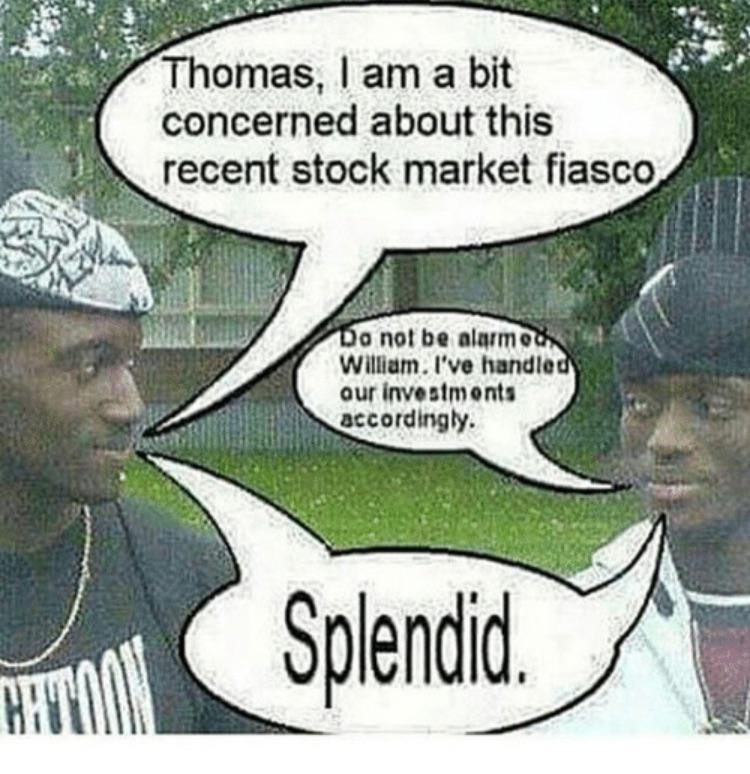 Thomas, I am a bit
concerned about this
recent stock market fiasco
Do not be alarmed,
William. I've handled
our investments
accordingly.
Splendid.